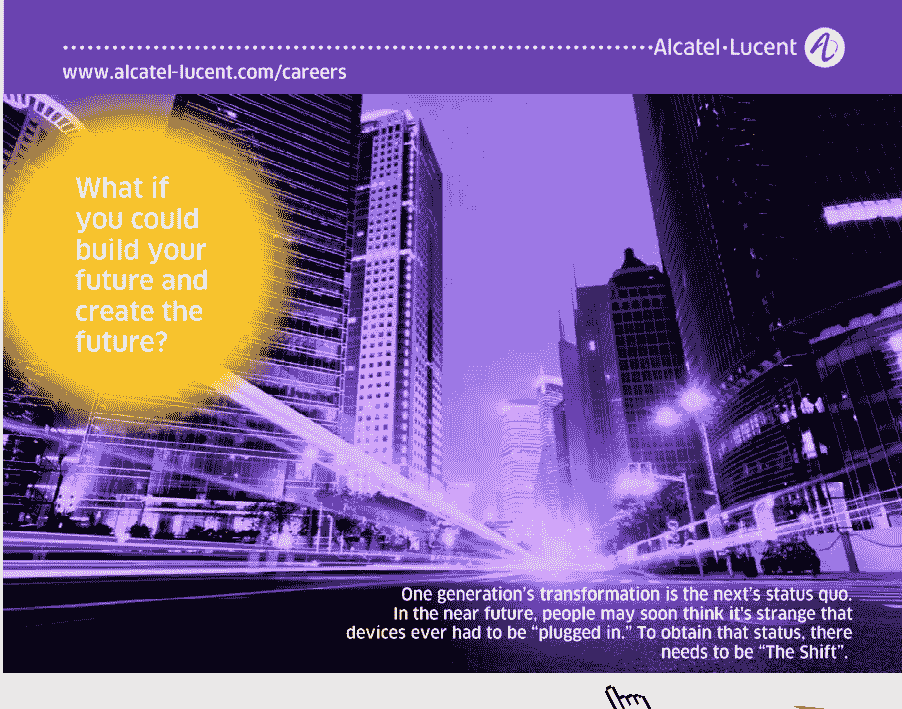 Alcatel·Lucent
www.alcatel-lucent.com/careers
What if
you could
build your
future and
create the
future?
One generation's transformation is the next's status quo.
In the near future, people may soon think it's strange that
devices ever had to be “plugged in.” To obtain that status, there
needs to be “The Shift”.